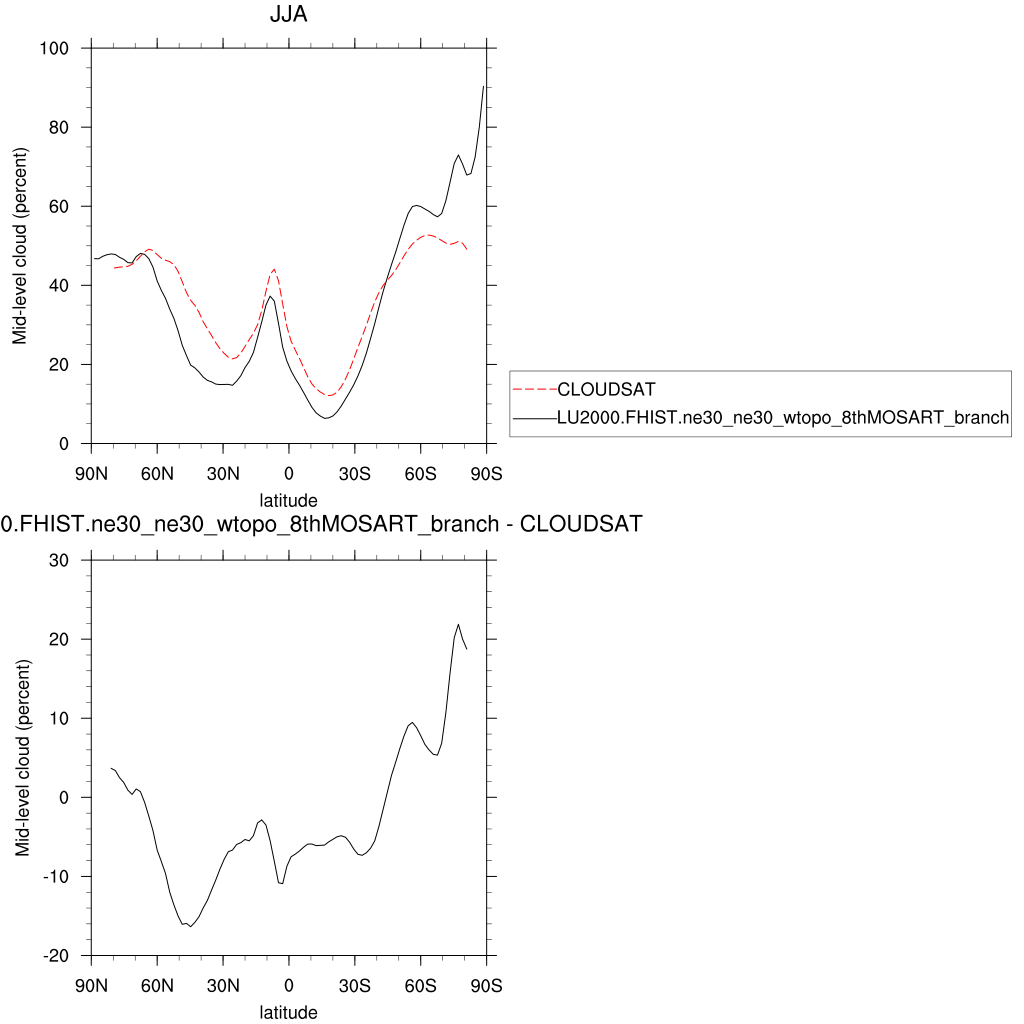 JJA
100
80
60
40
20
0
Mid-level cloud (percent)
90N 60N 30N 0 30S 60S 90S
latitude
CLOUDSAT
LU2000.FHIST.ne30_ne30_wtopo_8thMOSART_branch
0.FHIST.ne30_ne30_wtopo_8thMOSART_branch - CLOUDSAT
30
20
10
0
-10
-20
Mid-level cloud (percent)
90N 60N 30N 0 30S 60S 90S
latitude